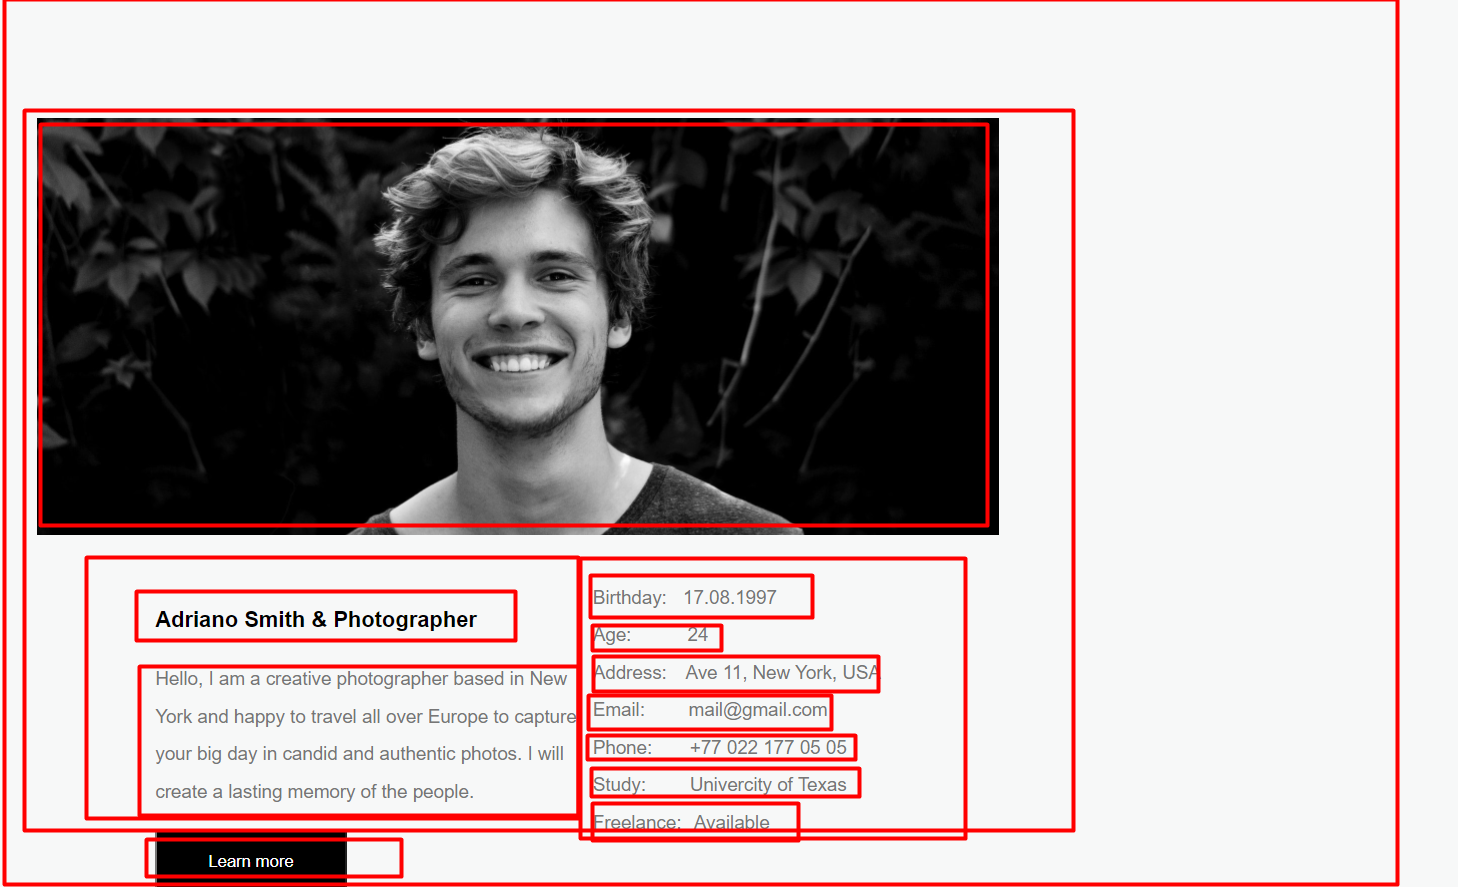 Adriano Smith & Photographer
Hello, I am a creative photographer based in New
York and happy to travel all over Europe to capture
your big day in candid and authentic photos. I will
create a lasting memory of the people.
Learn more
Birthday: 17.08.1997
Age: 24
Address: Ave 11, New York, USA
Email: mail@gmail.com
Phone: +77 022 177 05 05
Study: Univercity of Texas
Freelance: Available